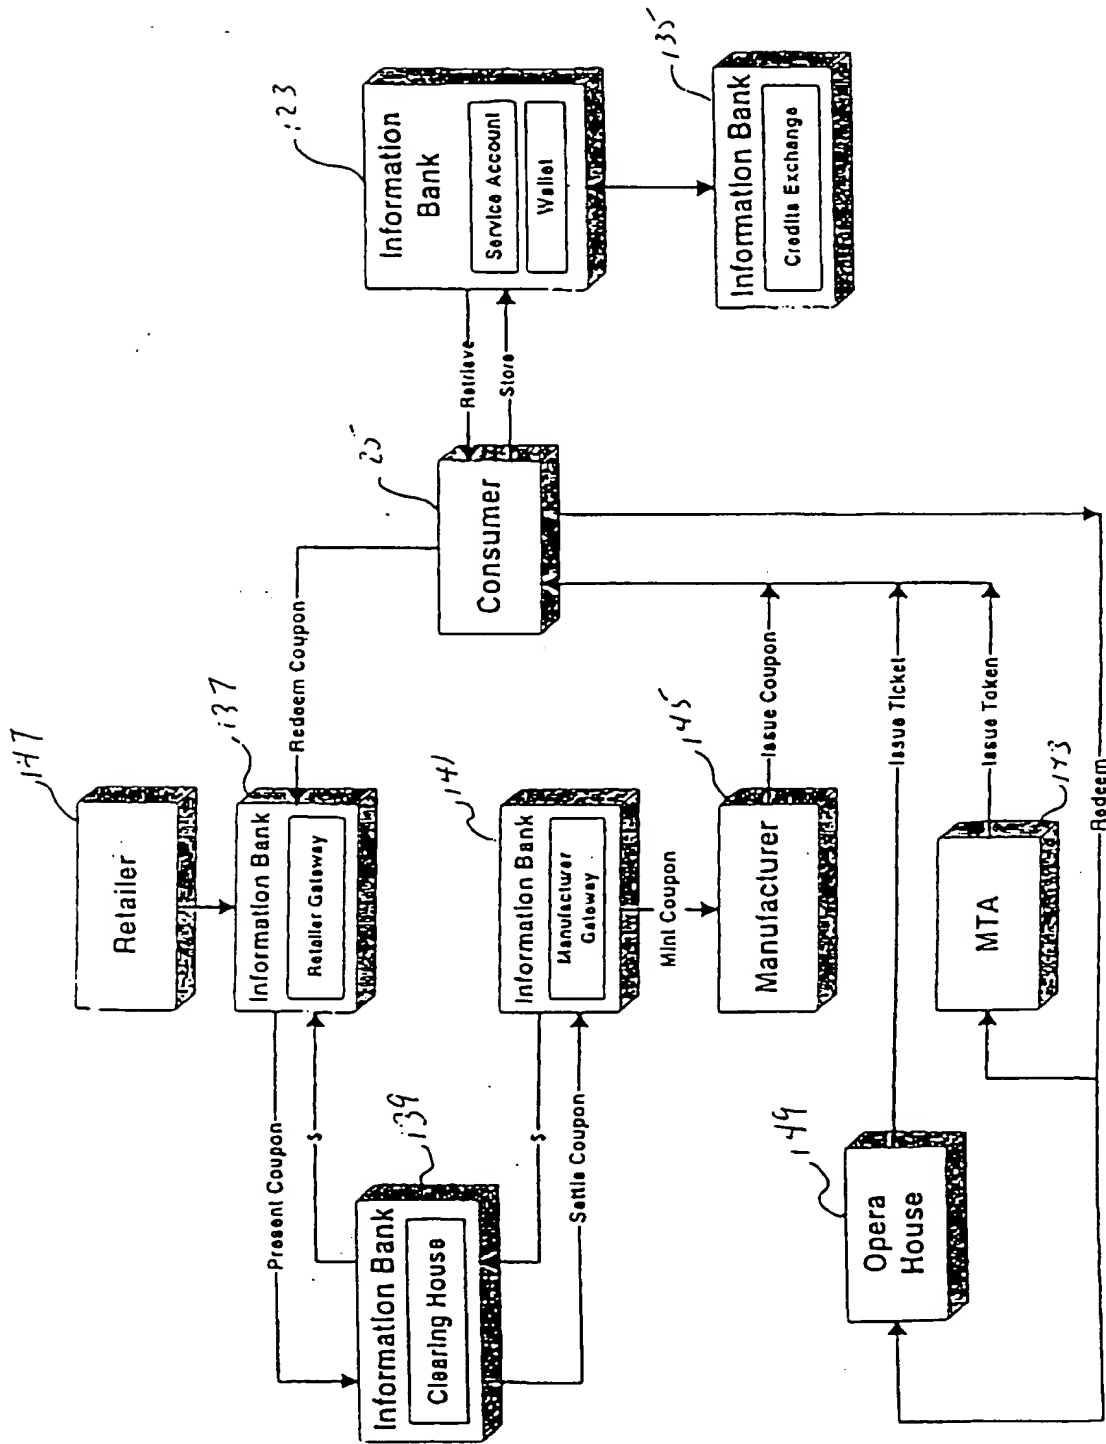 147
Retailer
137
Information Bank
Retailer Gateway
Present Coupon
$
Redeem Coupon
139
Information Bank
Clearing House
$
Settle Coupon
141
Information Bank
Manufacturer
Gateway
Mint Coupon
145
Manufacturer
Issue Coupon
25
Consumer
Retrieve
Store
123
Information
Bank
Service Account
Wallet
135
Information Bank
Credits Exchange
149
Opera
House
Issue Ticket
MTA
143
Issue Token
Redeem